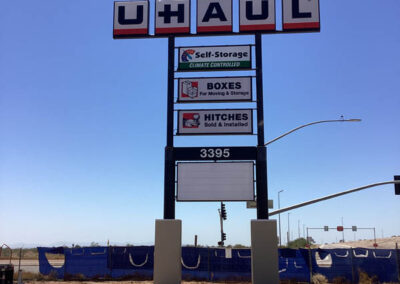 U-HAUL
Self-Storage
CLIMATE CONTROLLED
BOXES
For Moving & Storage
HITCHES
Sold & Installed
3395